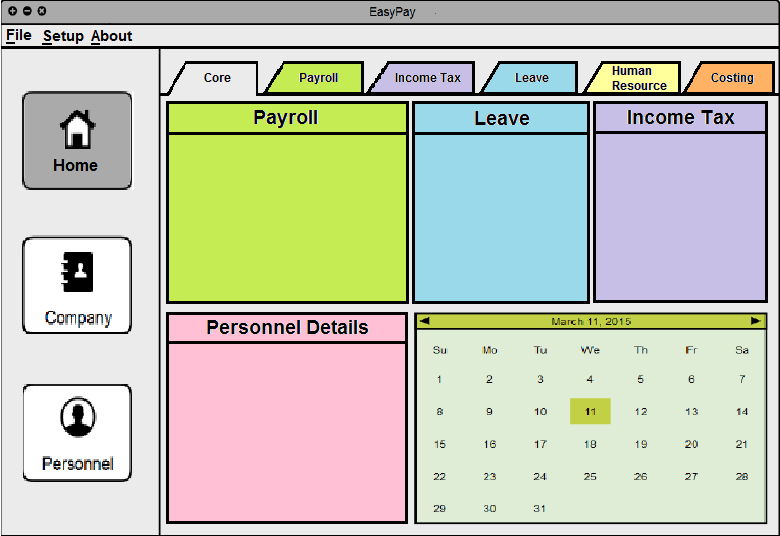 EasyPay
File Setup About
Core Payroll Income Tax Leave Human Resource Costing
Home
Company
Personnel
Payroll Leave Income Tax
Personnel Details
March 11, 2015
Su Mo Tu We Th Fr Sa
1 2 3 4 5 6 7
8 9 10 11 12 13 14
15 16 17 18 19 20 21
22 23 24 25 26 27 28
29 30 31